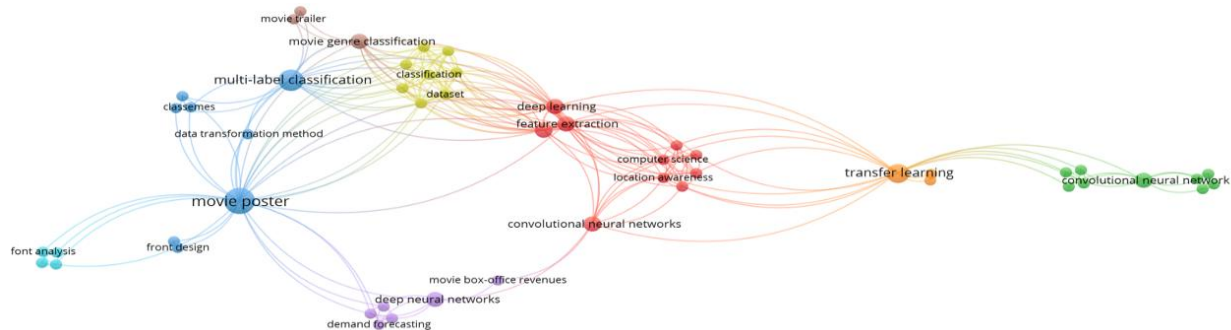 movie trailer
movie genre classification
classification
multi-label classification
dataset
classemes
deep learning
feature extraction
data transformation method
computer science
location awareness
transfer learning
convolutional neural network
movie poster
convolutional neural networks
font analysis
front design
movie box-office revenues
deep neural networks
demand forecasting